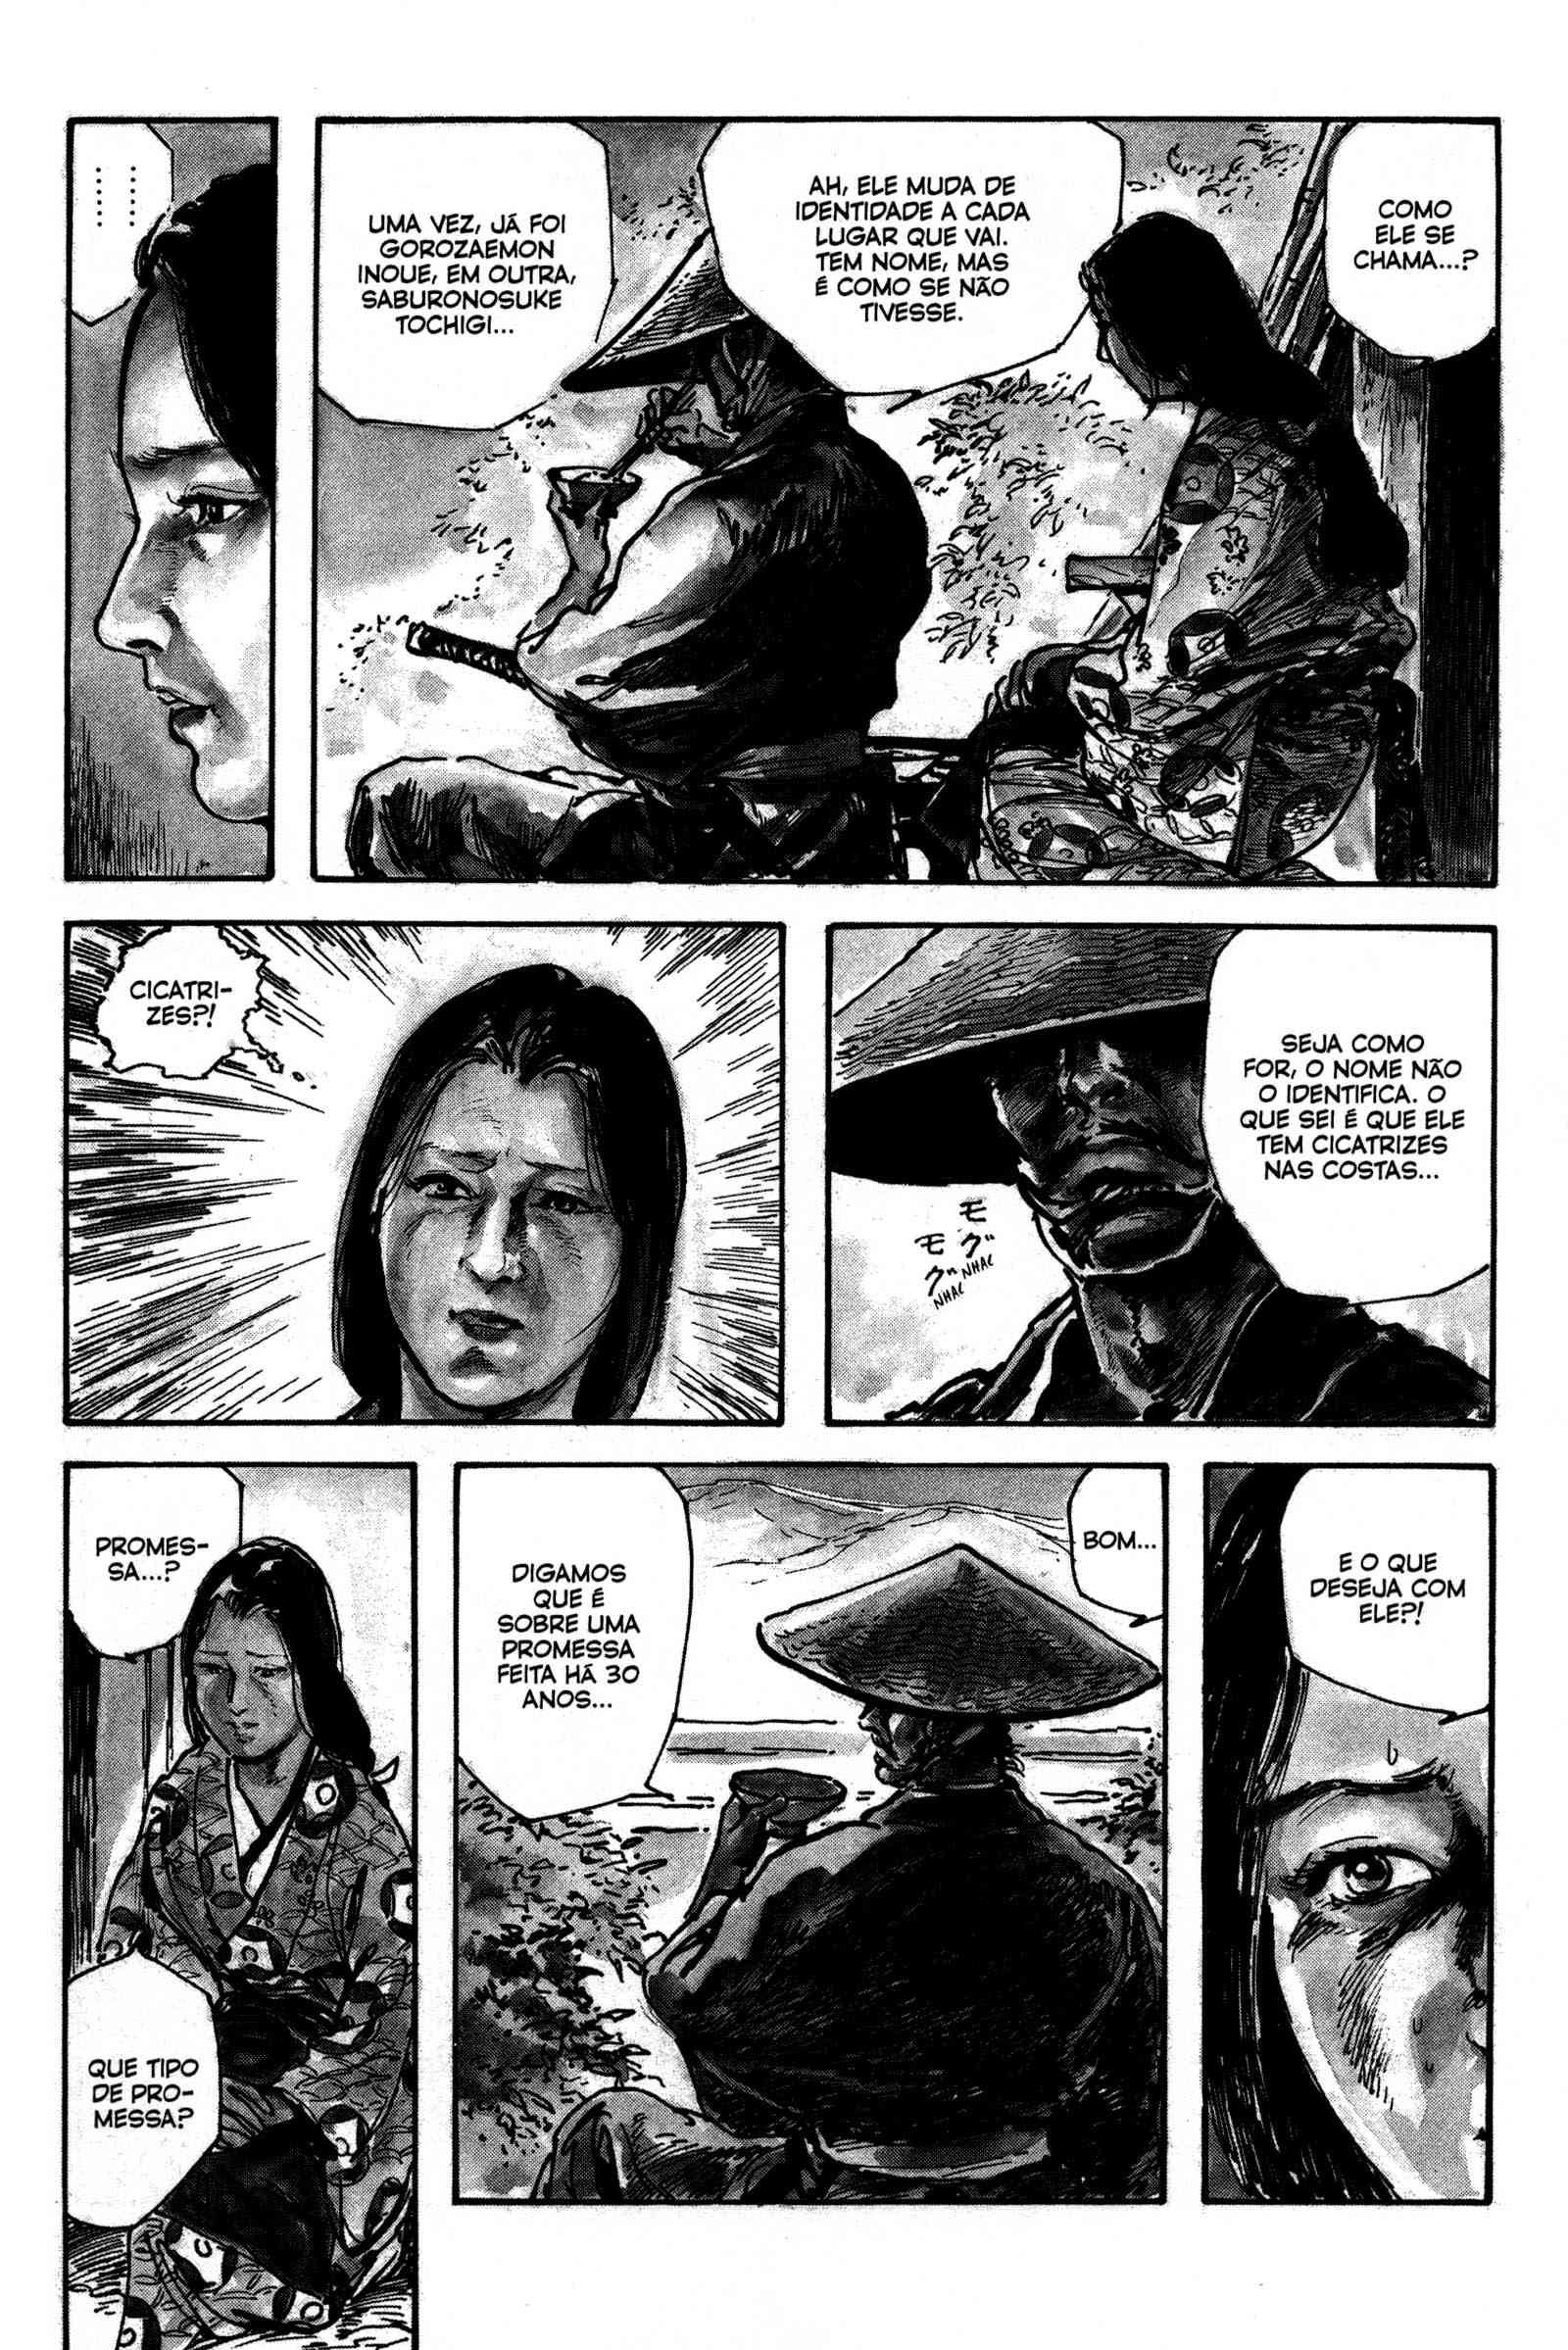 COMO
ELE SE
CHAMA...?
AH, ELE MUDA DE
IDENTIDADE A CADA
LUGAR QUE VAI.
TEM NOME, MAS
É COMO SE NÃO
TIVESSE.
UMA VEZ, JÁ FOI
GOROZAEMON
INOUE, EM OUTRA,
SABURONOSUKE
TOCHIGI...
......
......
SEJA COMO
FOR, O NOME NÃO
O IDENTIFICA. O
QUE SEI É QUE ELE
TEM CICATRIZES
NAS COSTAS...
モグ
NHAC
モグ
NHAC
CICATRI-
ZES?!
E O QUE
DESEJA COM
ELE?!
BOM...
DIGAMOS
QUE É
SOBRE UMA
PROMESSA
FEITA HÁ 30
ANOS...
PROMES-
SA...?
QUE TIPO
DE PRO-
MESSA?